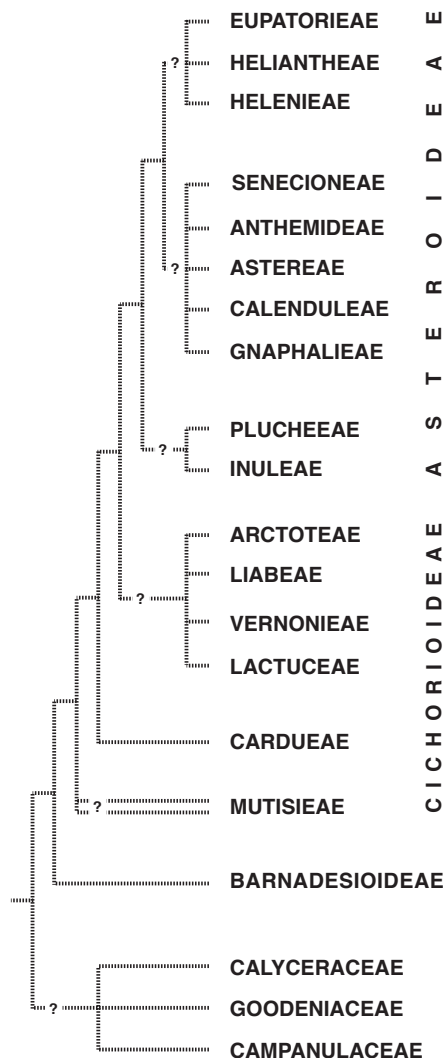 EUPATORIEAE
?
HELIANTHEAE
HELENIEAE
SENECIONEAE
ANTHEMIDEAE
?
ASTEREAE
CALENDULEAE
GNAPHALIEAE
PLUCHEEAE
?
INULEAE
ARCTOTEAE
LIABEAE
?
VERNONIEAE
LACTUCEAE
CARDUEAE
?
MUTISIEAE
BARNADESIOIDEAE
CALYCERACEAE
?
GOODENIACEAE
CAMPANULACEAE
CICHORIOIDEAE
ASTEROIDEAE